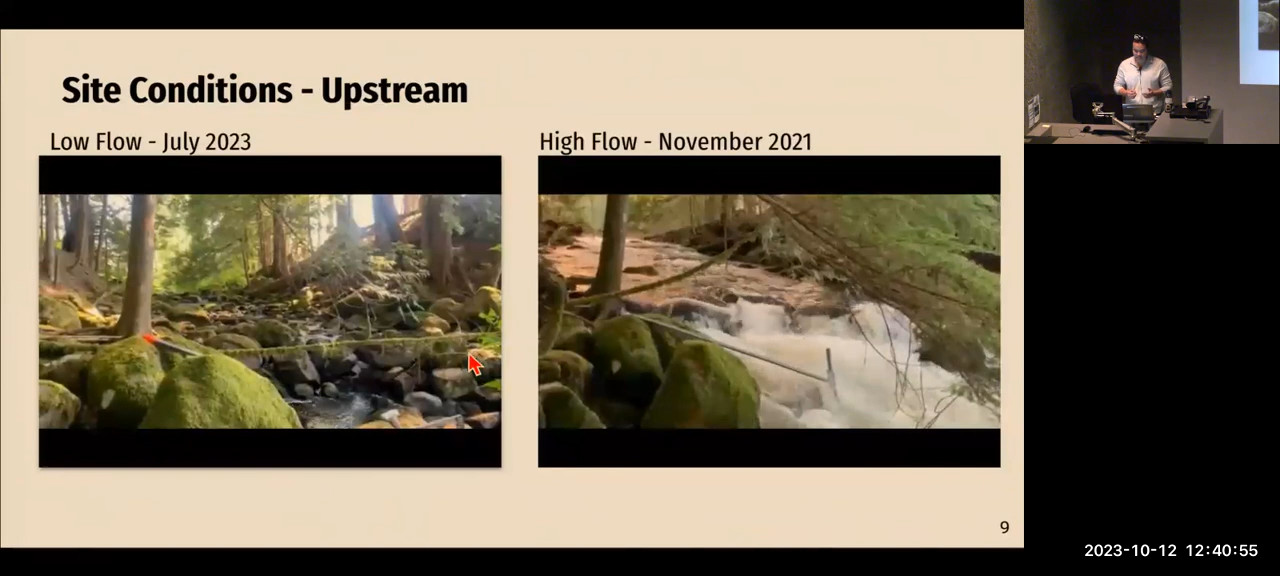 Site Conditions - Upstream
Low Flow - July 2023
High Flow - November 2021
9
2023-10-12 12:40:55